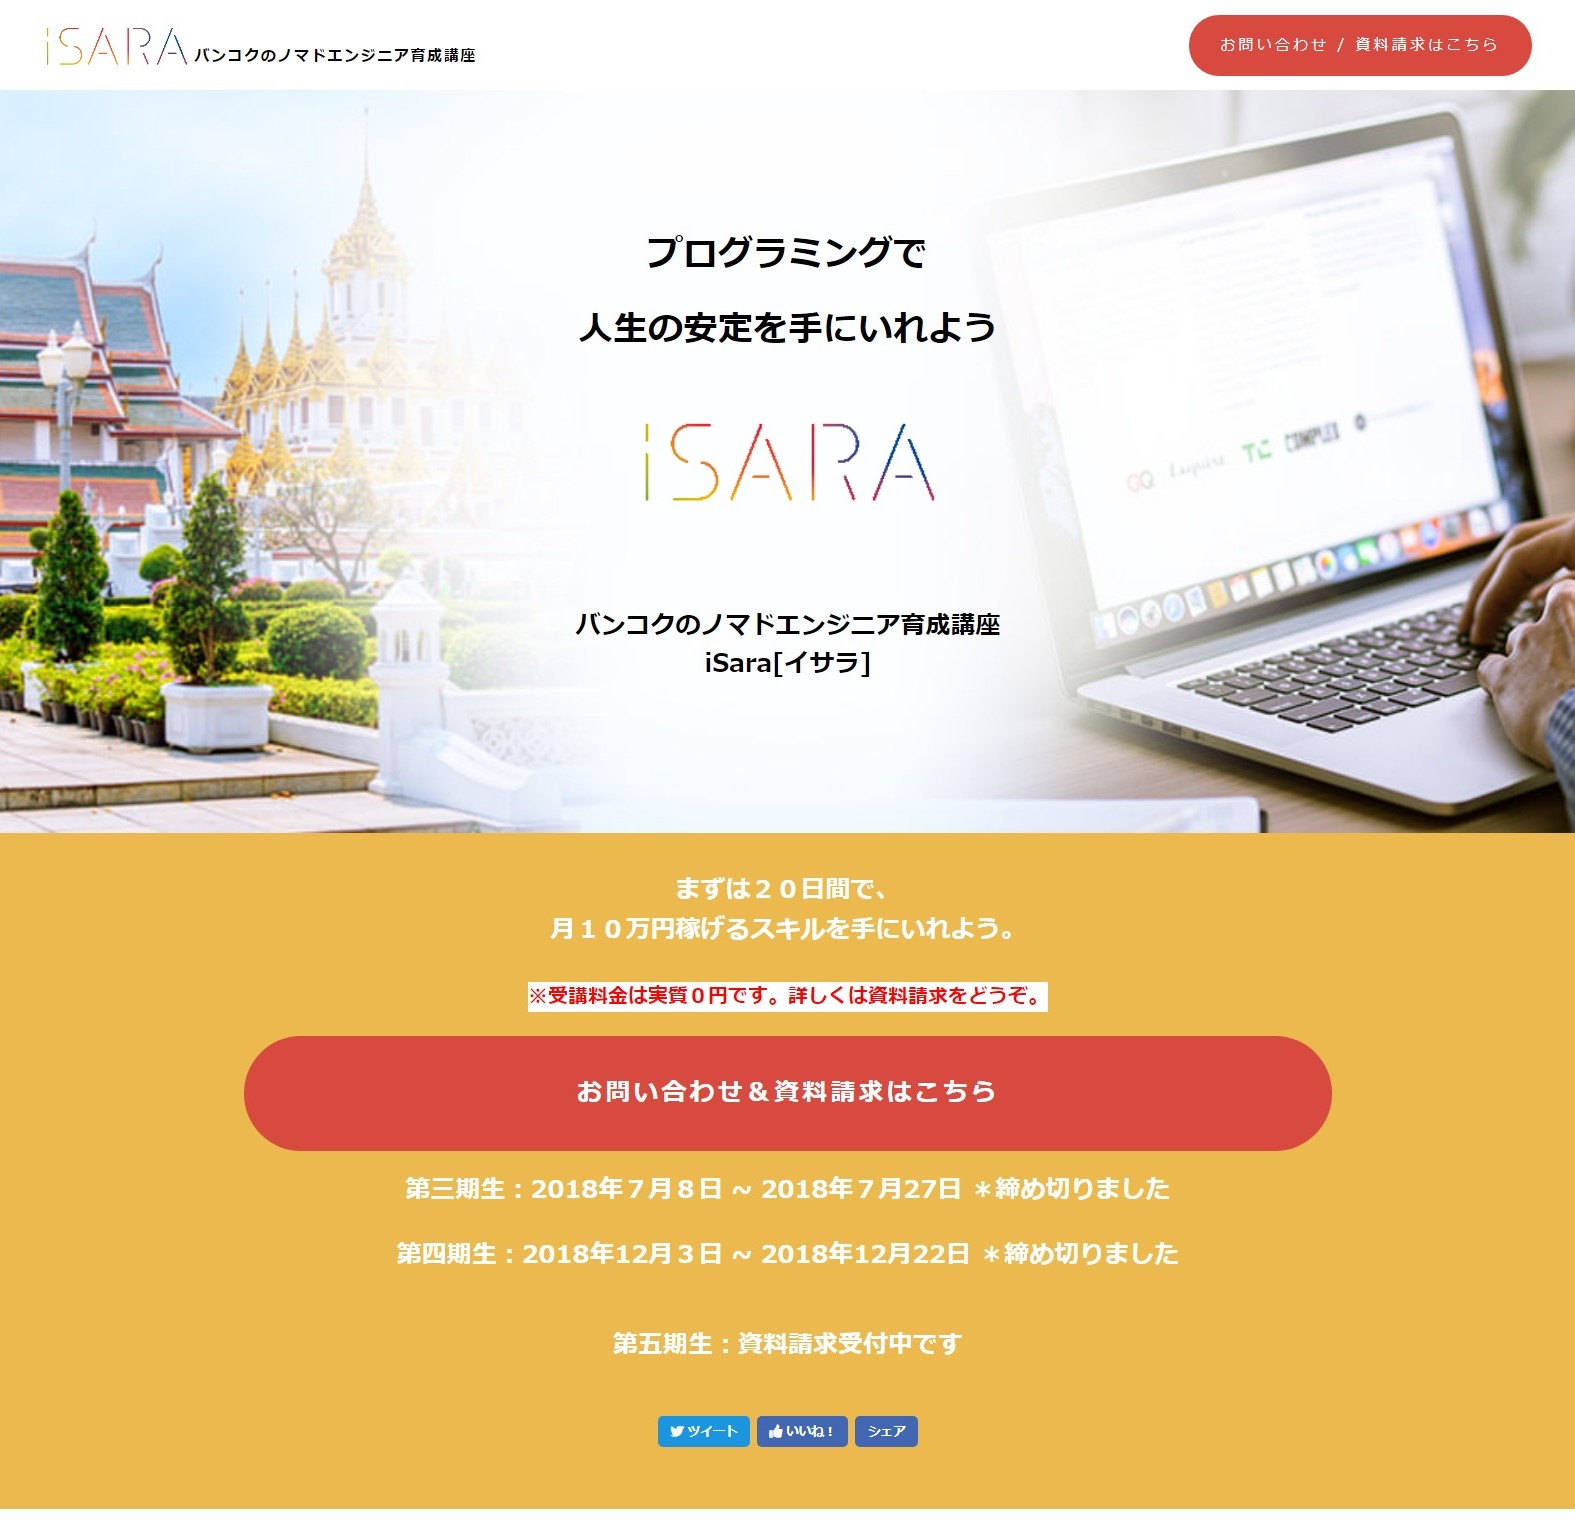 iSARA バンコクのノマドエンジニア育成講座
お問い合わせ / 資料請求はこちら
プログラミングで
人生の安定を手にいれよう
iSARA
GQ Esquire TC COMPLEX
バンコクのノマドエンジニア育成講座
iSara[イサラ]
まずは２０日間で、
月１０万円稼げるスキルを手にいれよう。
※受講料金は実質０円です。詳しくは資料請求をどうぞ。
お問い合わせ＆資料請求はこちら
第三期生：2018年７月８日 ~ 2018年７月27日 ＊締め切りました
第四期生：2018年12月３日 ~ 2018年12月22日 ＊締め切りました
第五期生：資料請求受付中です
ツイート
いいね！
シェア